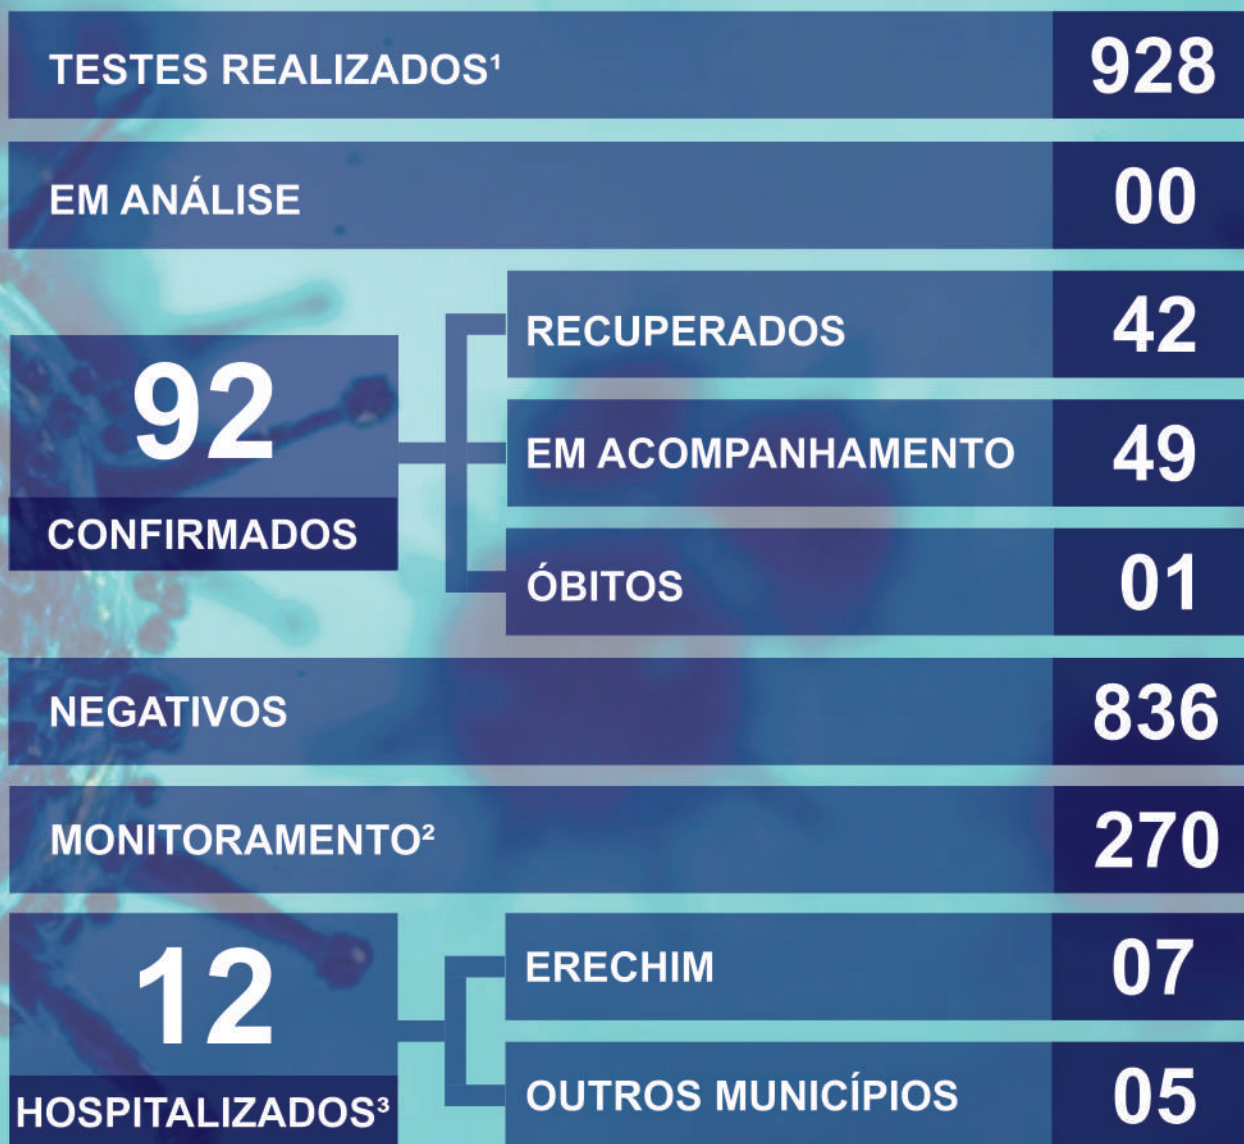 TESTES REALIZADOS¹ 928
EM ANÁLISE 00
92
CONFIRMADOS
RECUPERADOS 42
EM ACOMPANHAMENTO 49
ÓBITOS 01
NEGATIVOS 836
MONITORAMENTO² 270
12
HOSPITALIZADOS³
ERECHIM 07
OUTROS MUNICÍPIOS 05